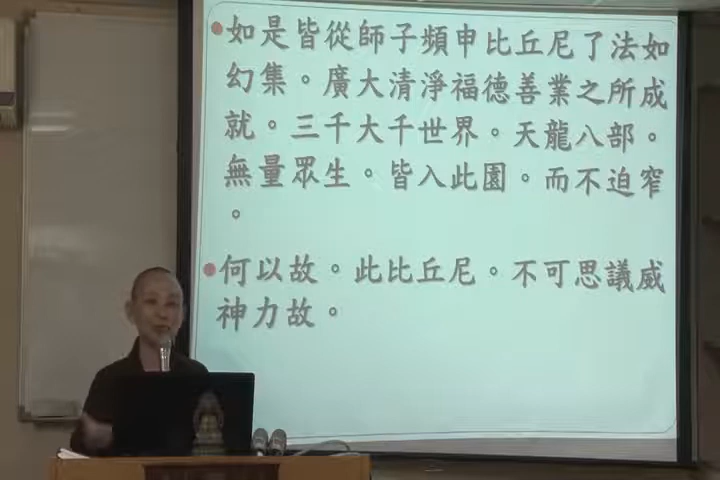 如是皆從師子頻申比丘尼了法如
幻集。廣大清淨福德善業之所成
就。三千大千世界。天龍八部。
無量眾生。皆入此園。而不迫窄
。
何以故。此比丘尼。不可思議威
神力故。